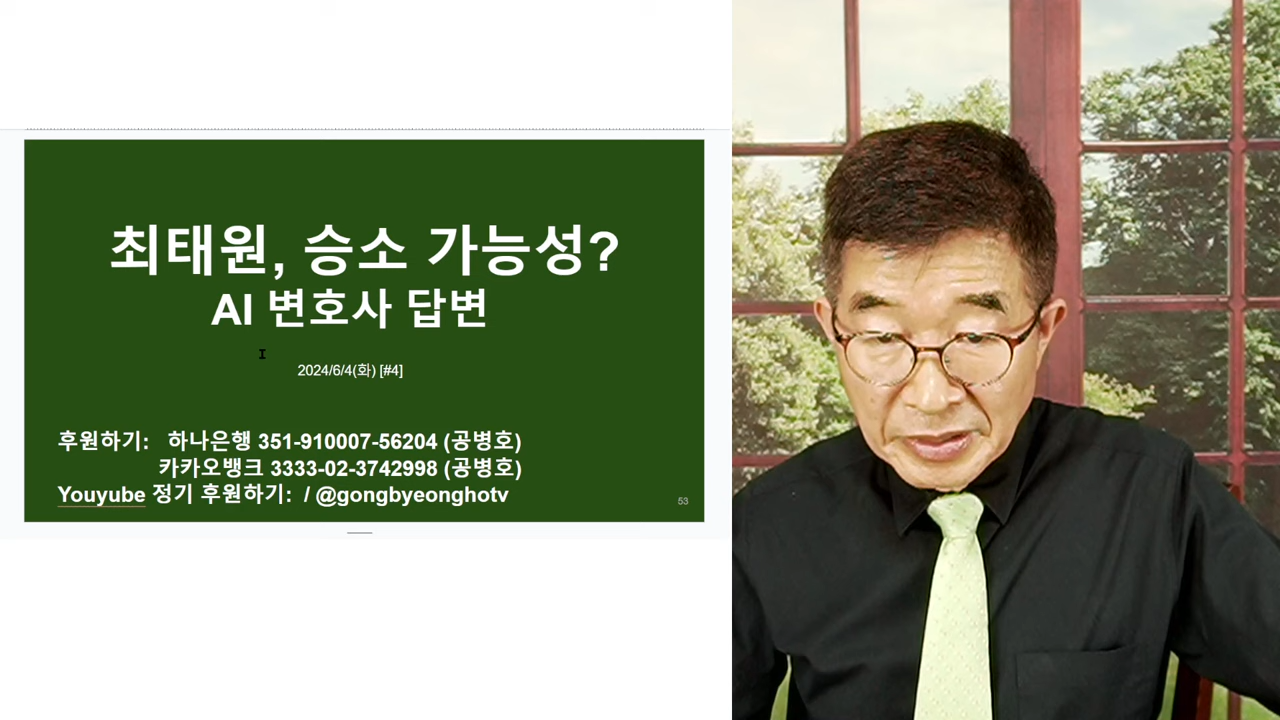 최태원, 승소 가능성?
AI 변호사 답변
2024/6/4(화) [#4]
후원하기: 하나은행 351-910007-56204 (공병호)
카카오뱅크 3333-02-3742998 (공병호)
Youyube 정기 후원하기: / @gongbyeonghotv
53